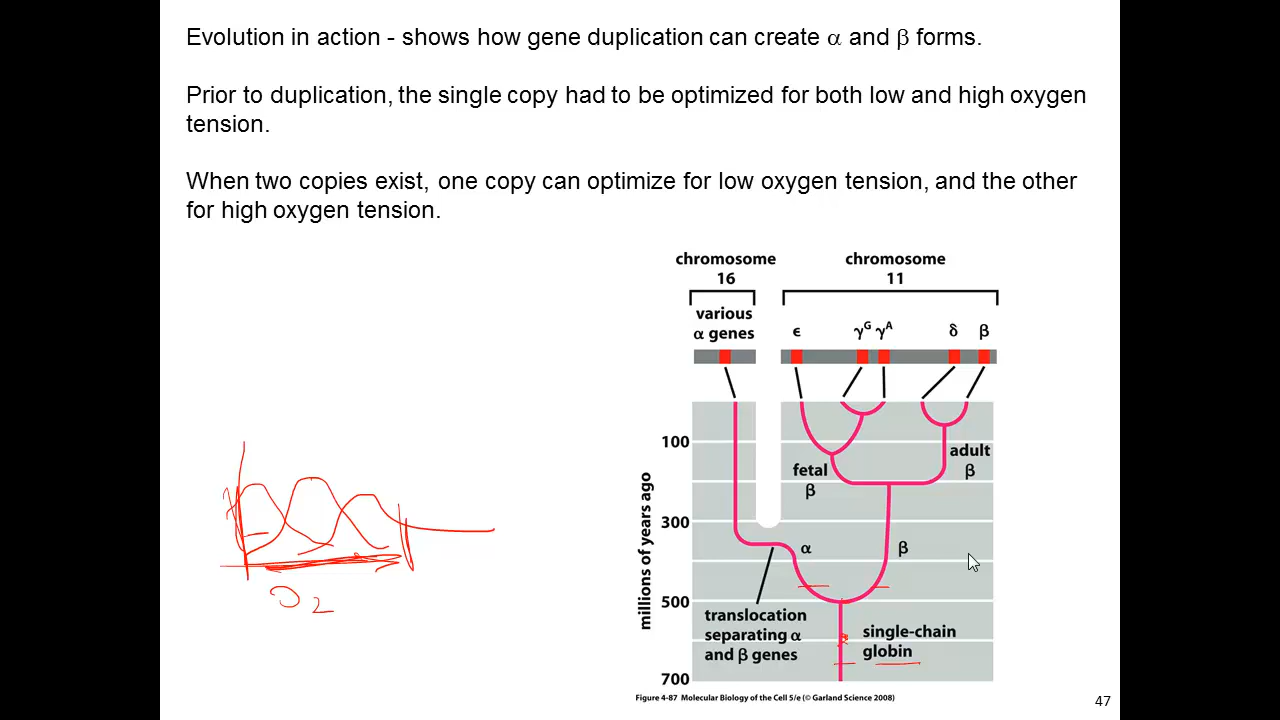 Evolution in action - shows how gene duplication can create α and β forms.
Prior to duplication, the single copy had to be optimized for both low and high oxygen
tension.
When two copies exist, one copy can optimize for low oxygen tension, and the other
for high oxygen tension.
chromosome
16
chromosome
11
various
α genes
ϵ
γG
γA
δ
β
100
300
500
700
millions of years ago
fetal
β
adult
β
α
β
translocation
separating α
and β genes
single-chain
globin
O2
Figure 4-87 Molecular Biology of the Cell 5/e (© Garland Science 2008)
47